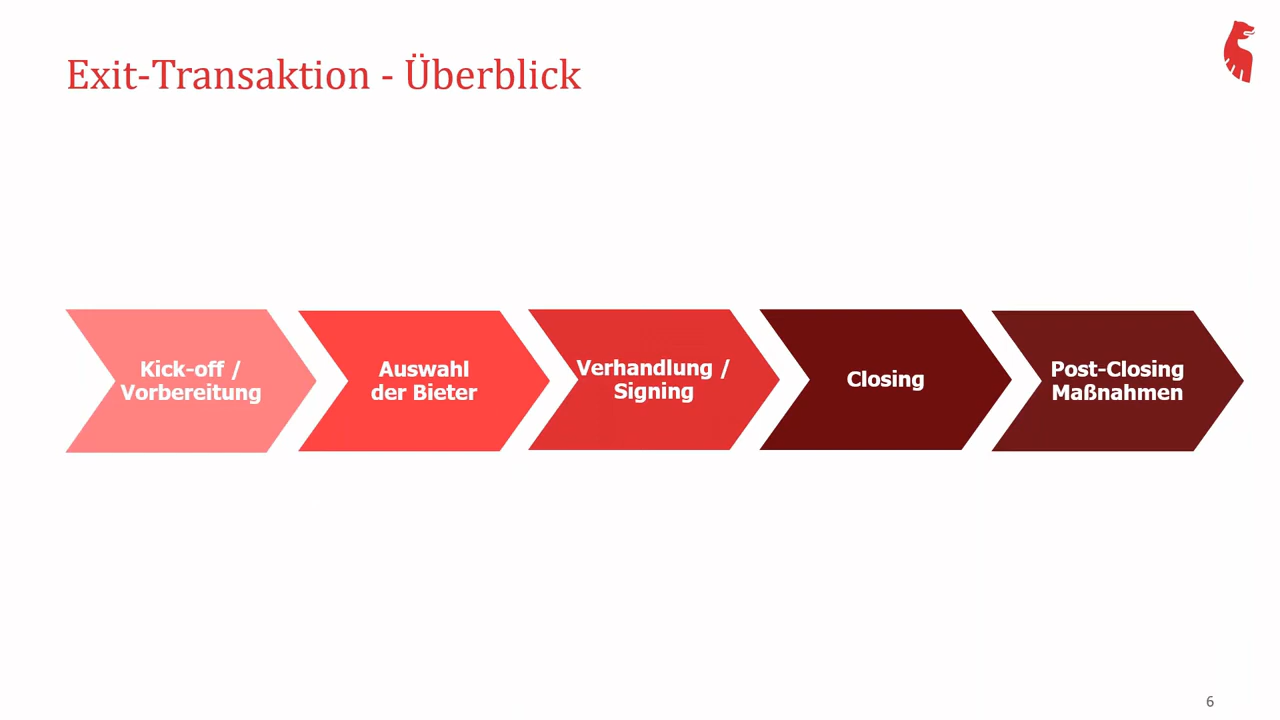 Exit-Transaktion - Überblick
Kick-off /
Vorbereitung
Auswahl
der Bieter
Verhandlung /
Signing
Closing
Post-Closing
Maßnahmen
6